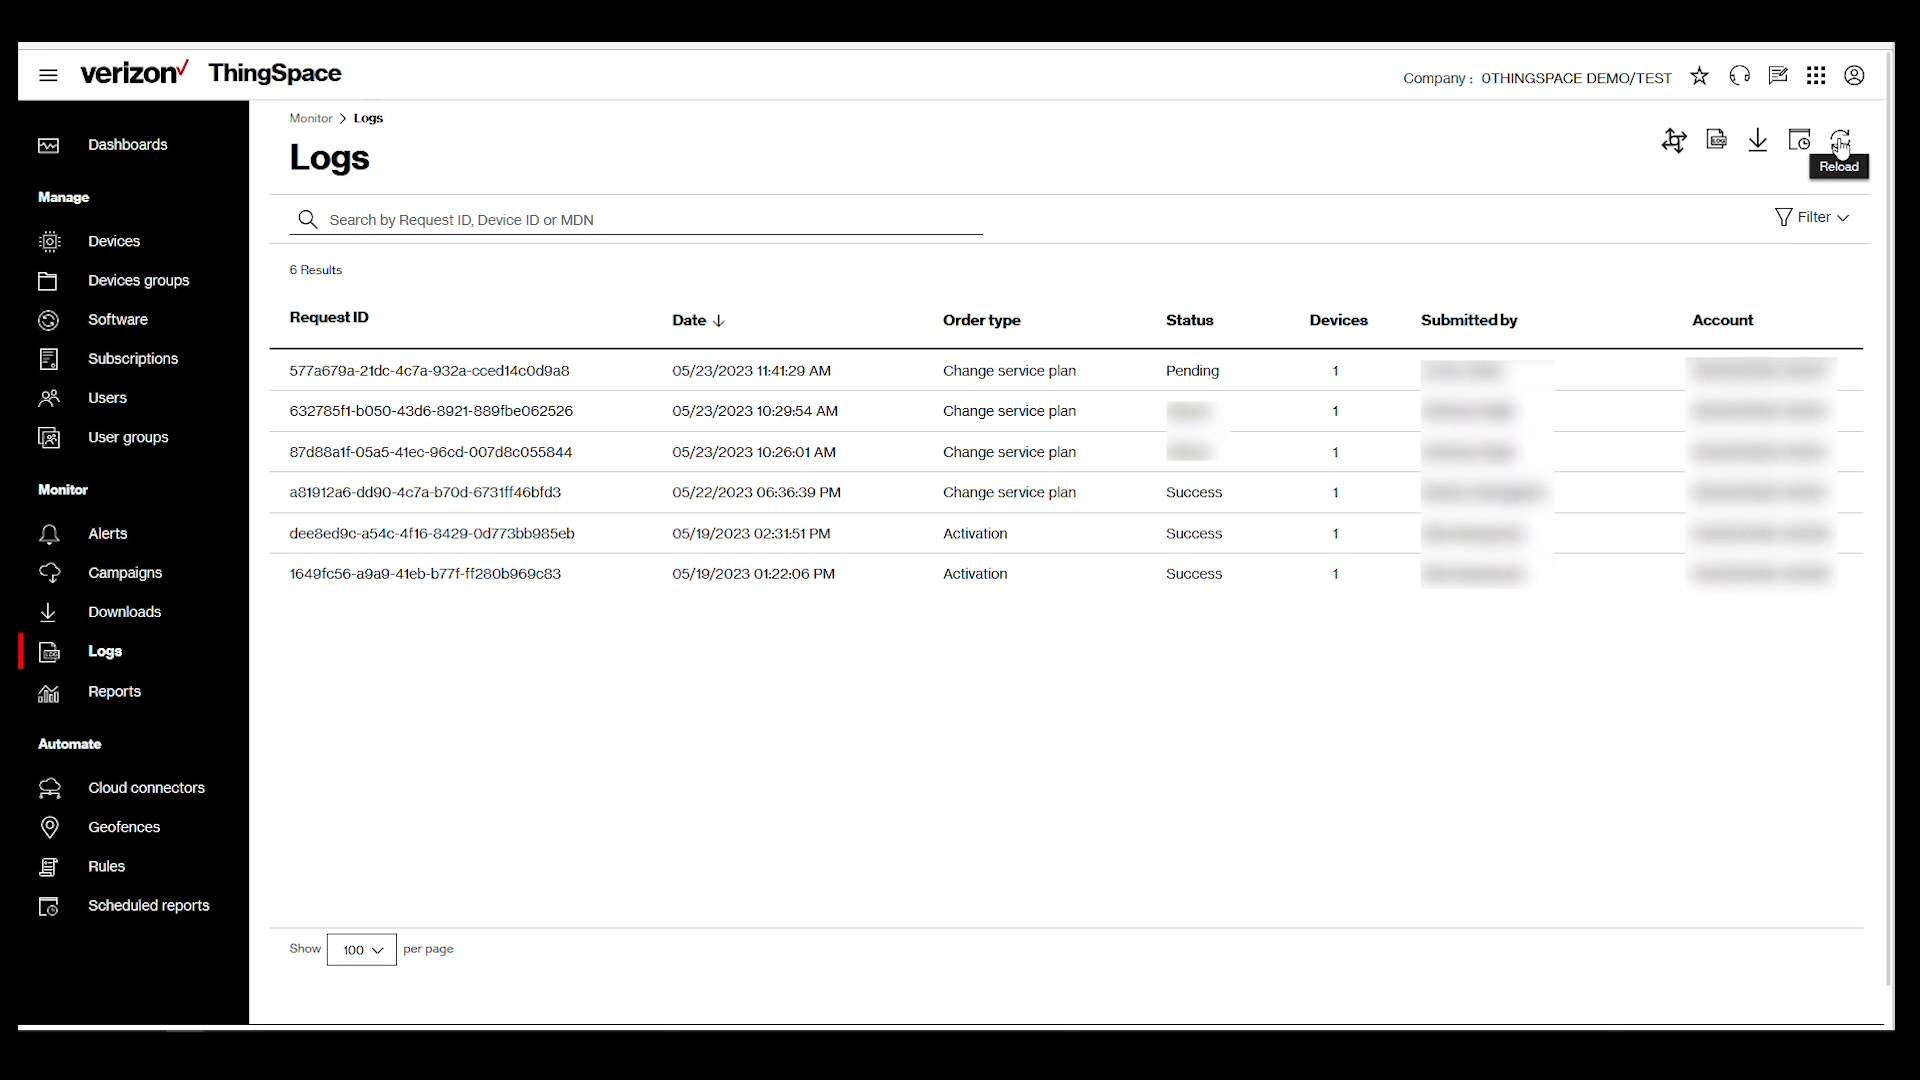 verizon ThingSpace
Company : 0THINGSPACE DEMO/TEST
Dashboards
Manage
Devices
Devices groups
Software
Subscriptions
Users
User groups
Monitor
Alerts
Campaigns
Downloads
Logs
Reports
Automate
Cloud connectors
Geofences
Rules
Scheduled reports
Monitor > Logs
Logs
Reload
Search by Request ID, Device ID or MDN
Filter
6 Results
Request ID Date Order type Status Devices Submitted by Account
577a679a-21dc-4c7a-932a-cced14c0d9a8 05/23/2023 11:41:29 AM Change service plan Pending 1
632785f1-b050-43d6-8921-889fbe062526 05/23/2023 10:29:54 AM Change service plan 1
87d88a1f-05a5-41ec-96cd-007d8c055844 05/23/2023 10:26:01 AM Change service plan 1
a81912a6-dd90-4c7a-b70d-6731ff46bfd3 05/22/2023 06:36:39 PM Change service plan Success 1
dee8ed9c-a54c-4f16-8429-0d773bb985eb 05/19/2023 02:31:51 PM Activation Success 1
1649fc56-a9a9-41eb-b77f-ff280b969c83 05/19/2023 01:22:06 PM Activation Success 1
Show 100 per page